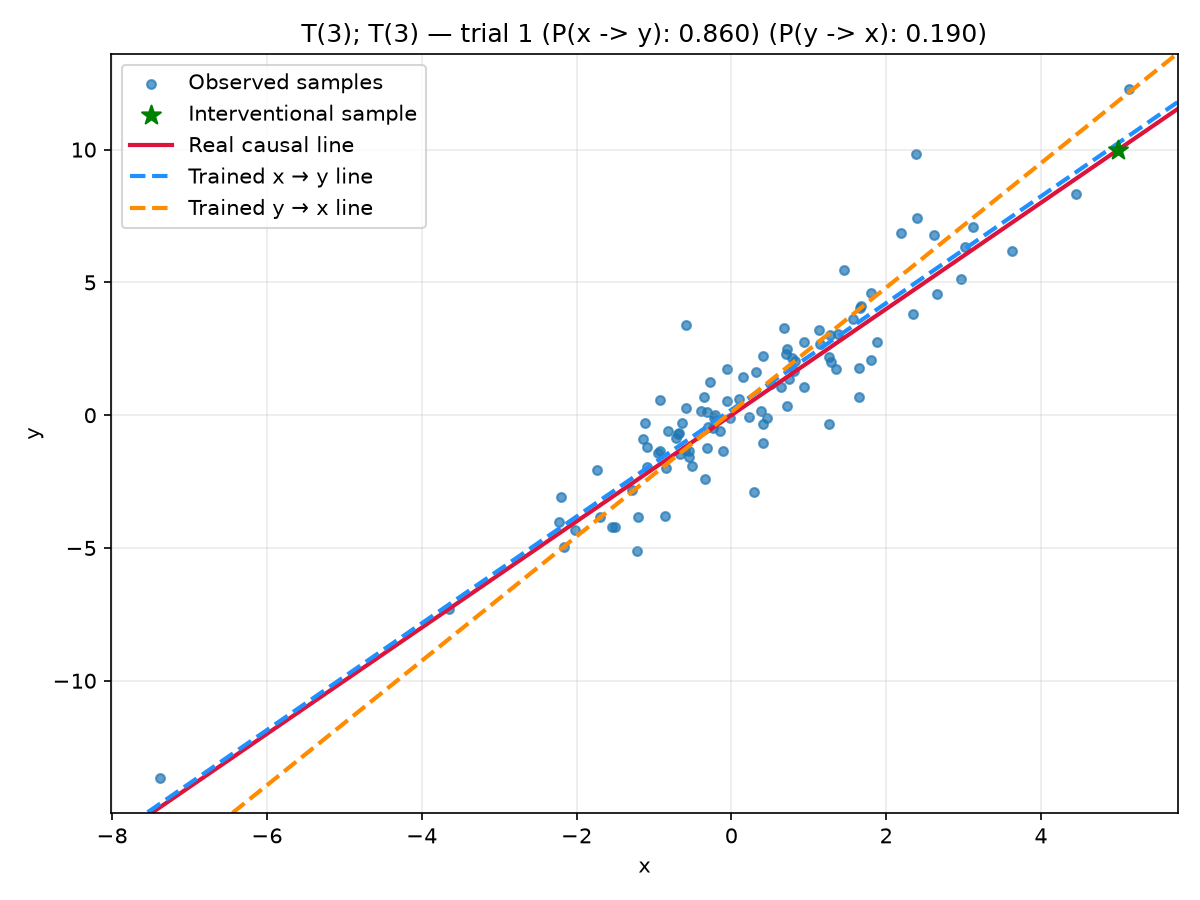 T(3); T(3) — trial 1 (P(x -> y): 0.860) (P(y -> x): 0.190)
Observed samples
Interventional sample
Real causal line
Trained x → y line
Trained y → x line
10
5
0
−5
−10
y
−8 −6 −4 −2 0 2 4
x